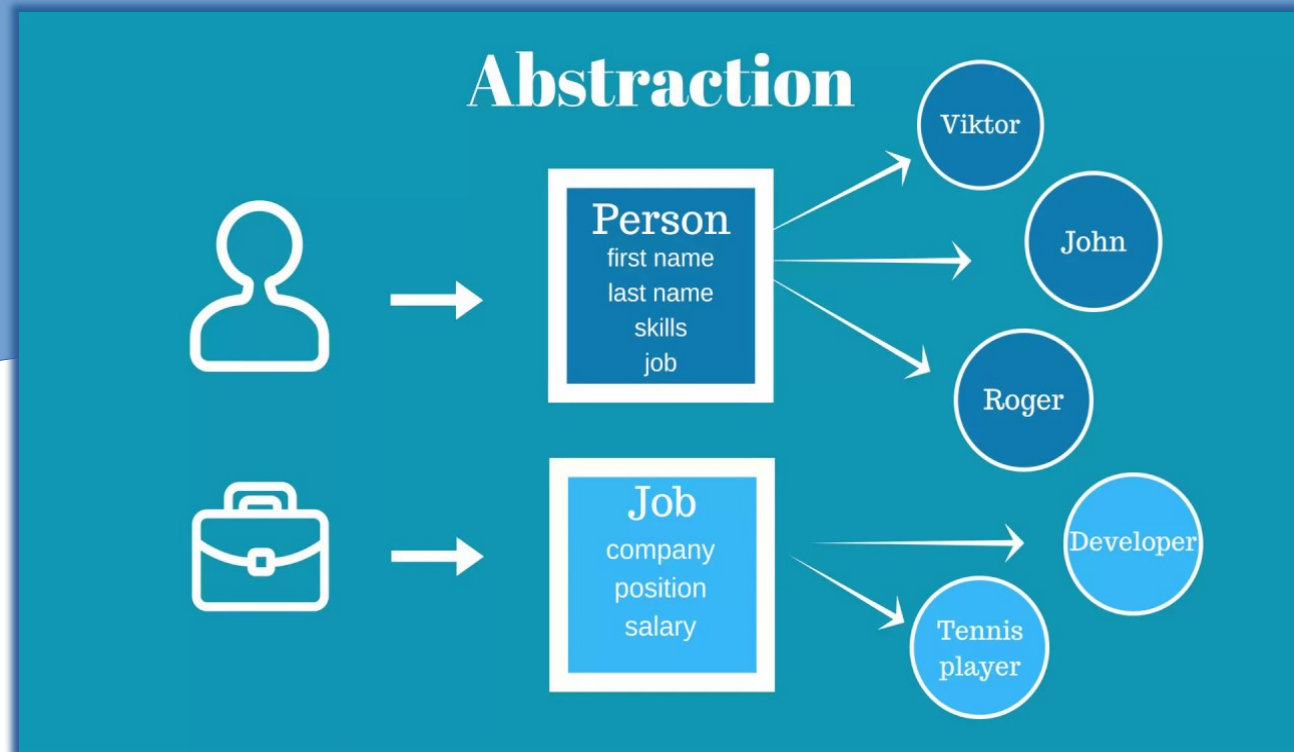 Abstraction
Person
first name
last name
skills
job
Viktor
John
Roger
Job
company
position
salary
Developer
Tennis
player